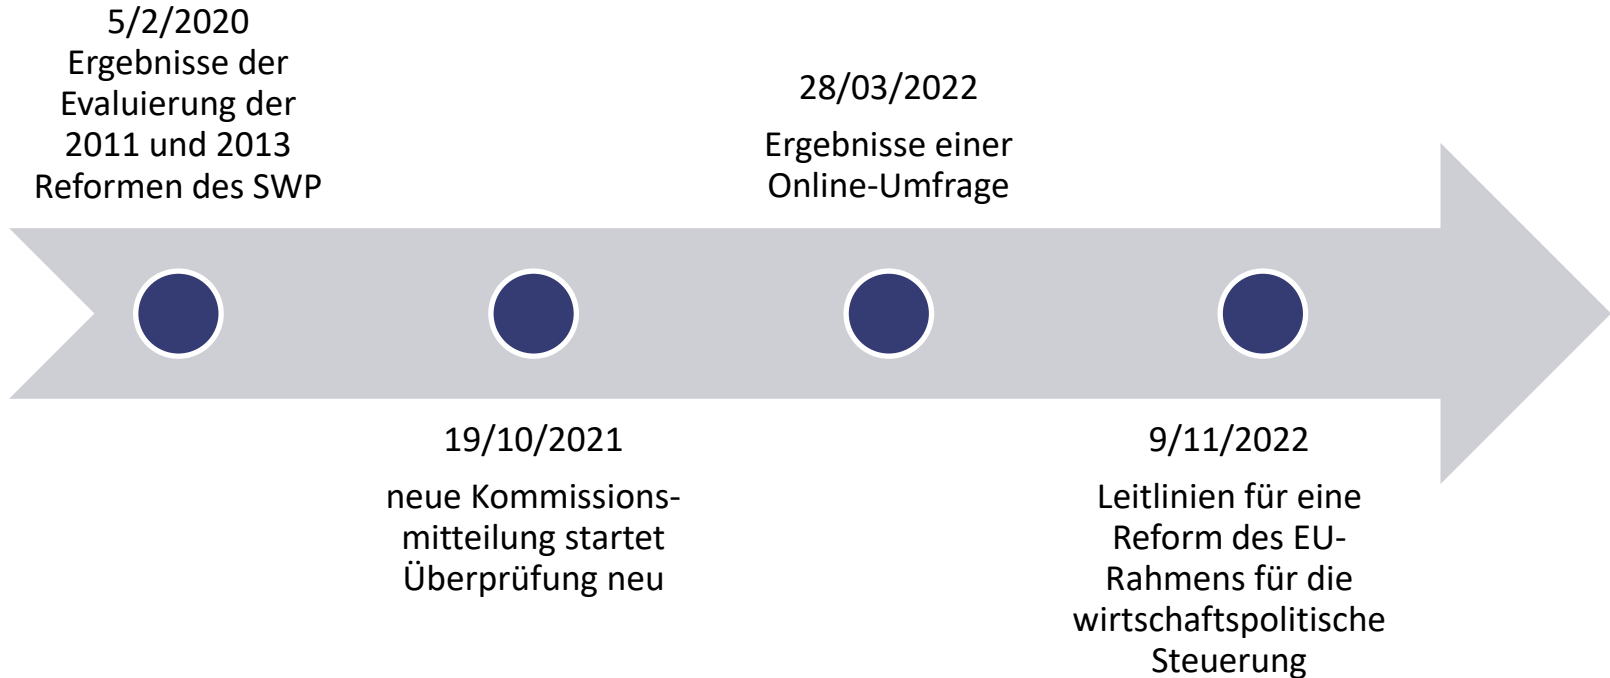 5/2/2020
Ergebnisse der
Evaluierung der
2011 und 2013
Reformen des SWP
19/10/2021
neue Kommissions-
mitteilung startet
Überprüfung neu
28/03/2022
Ergebnisse einer
Online-Umfrage
9/11/2022
Leitlinien für eine
Reform des EU-
Rahmens für die
wirtschaftspolitische
Steuerung